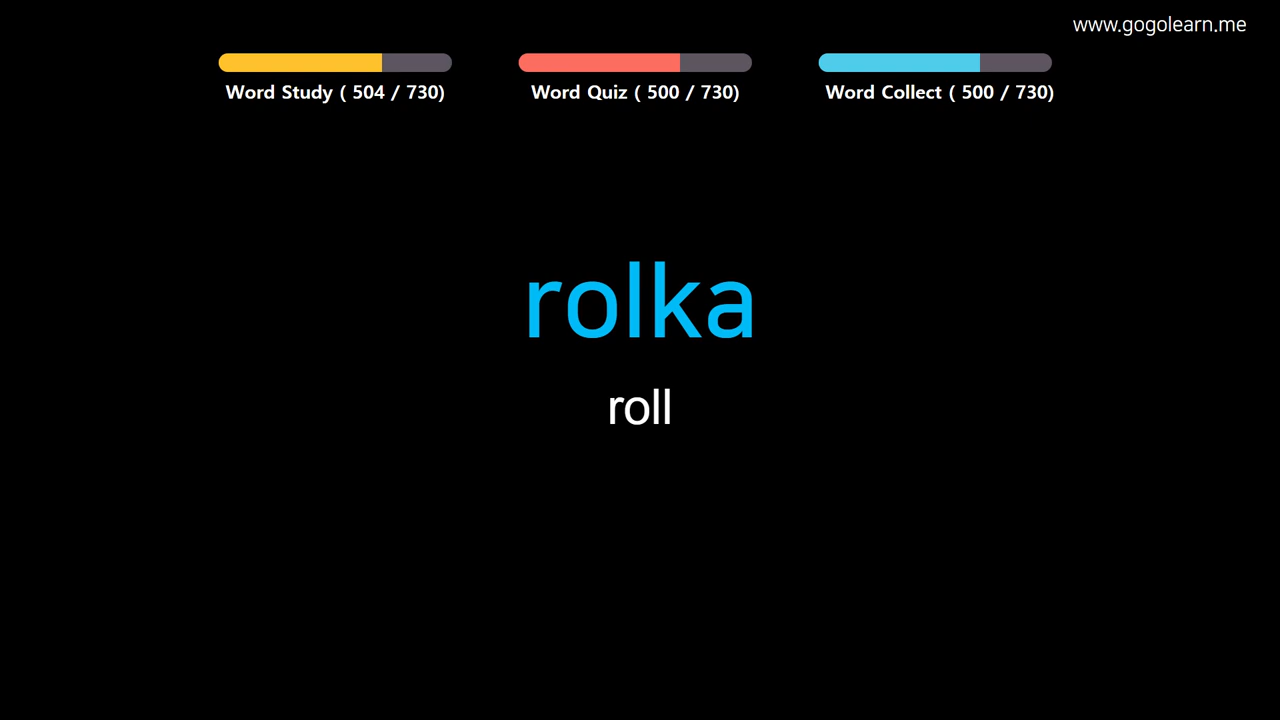 www.gogolearn.me
Word Study ( 504 / 730)
Word Quiz ( 500 / 730)
Word Collect ( 500 / 730)
rolka
roll